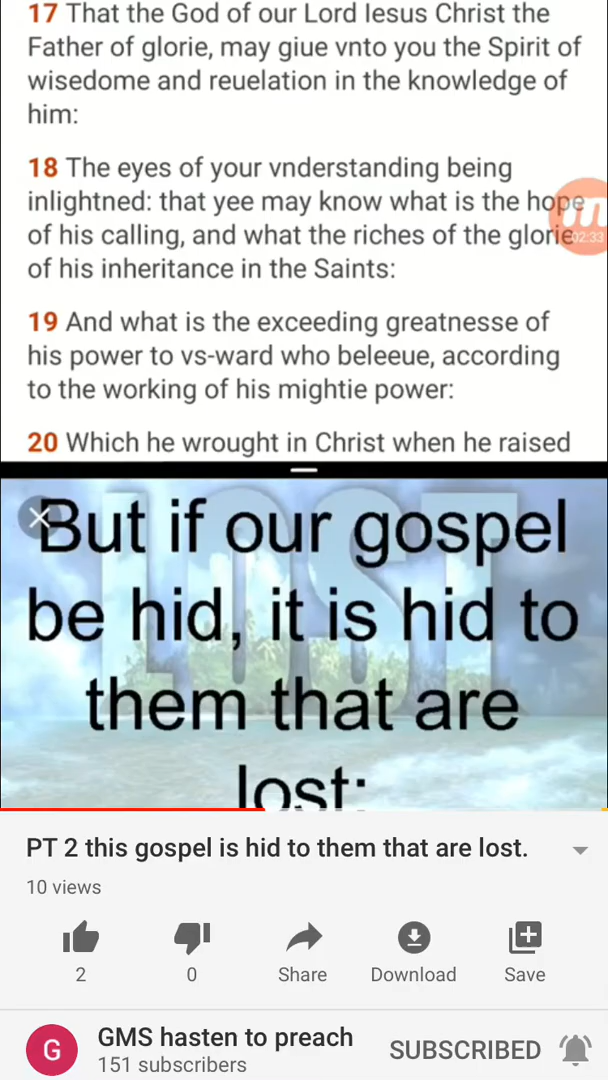 17 That the God of our Lord Iesus Christ the
Father of glorie, may giue vnto you the Spirit of
wisedome and reuelation in the knowledge of
him:
18 The eyes of your vnderstanding being
inlightned: that yee may know what is the hope
of his calling, and what the riches of the glorie
02:33
of his inheritance in the Saints:
19 And what is the exceeding greatnesse of
his power to vs-ward who beleeue, according
to the working of his mightie power:
20 Which he wrought in Christ when he raised
LOST
But if our gospel
be hid, it is hid to
them that are
lost:
PT 2 this gospel is hid to them that are lost.
10 views
2
0
Share
Download
Save
G
GMS hasten to preach
151 subscribers
SUBSCRIBED